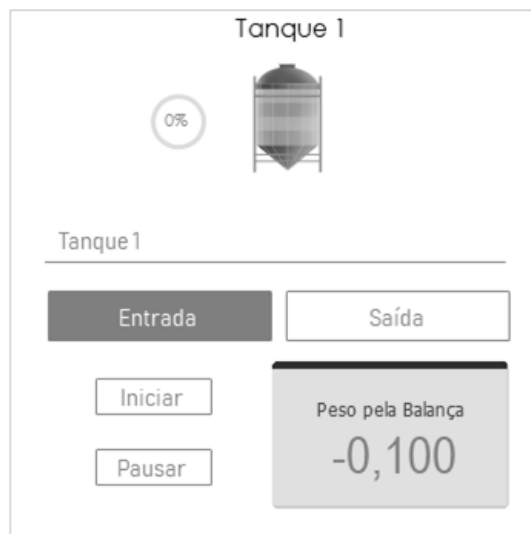 Tanque 1
0%
Tanque 1
Entrada
Saída
Iniciar
Pausar
Peso pela Balança
-0,100